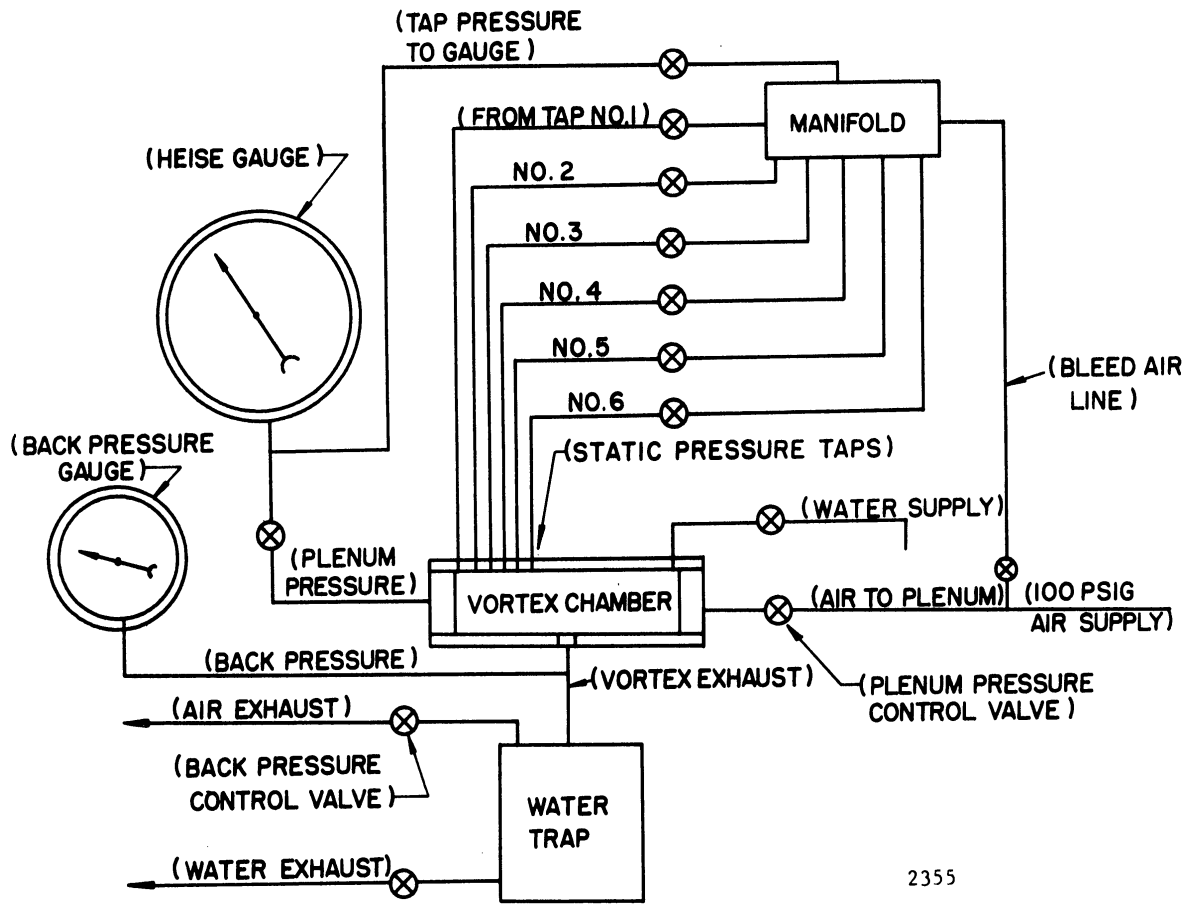 (TAP PRESSURE
TO GAUGE)
(FROM TAP NO.1)
MANIFOLD
(HEISE GAUGE)
NO. 2
NO.3
NO. 4
NO.5
NO.6
(BLEED AIR
LINE)
(BACK PRESSURE
GAUGE)
(STATIC PRESSURE TAPS)
(WATER SUPPLY)
(PLENUM
PRESSURE)
VORTEX CHAMBER
(AIR TO PLENUM)
(100 PSIG
AIR SUPPLY)
(BACK PRESSURE)
(VORTEX EXHAUST)
(PLENUM PRESSURE
CONTROL VALVE)
(AIR EXHAUST)
(BACK PRESSURE
CONTROL VALVE)
WATER
TRAP
(WATER EXHAUST)
2355